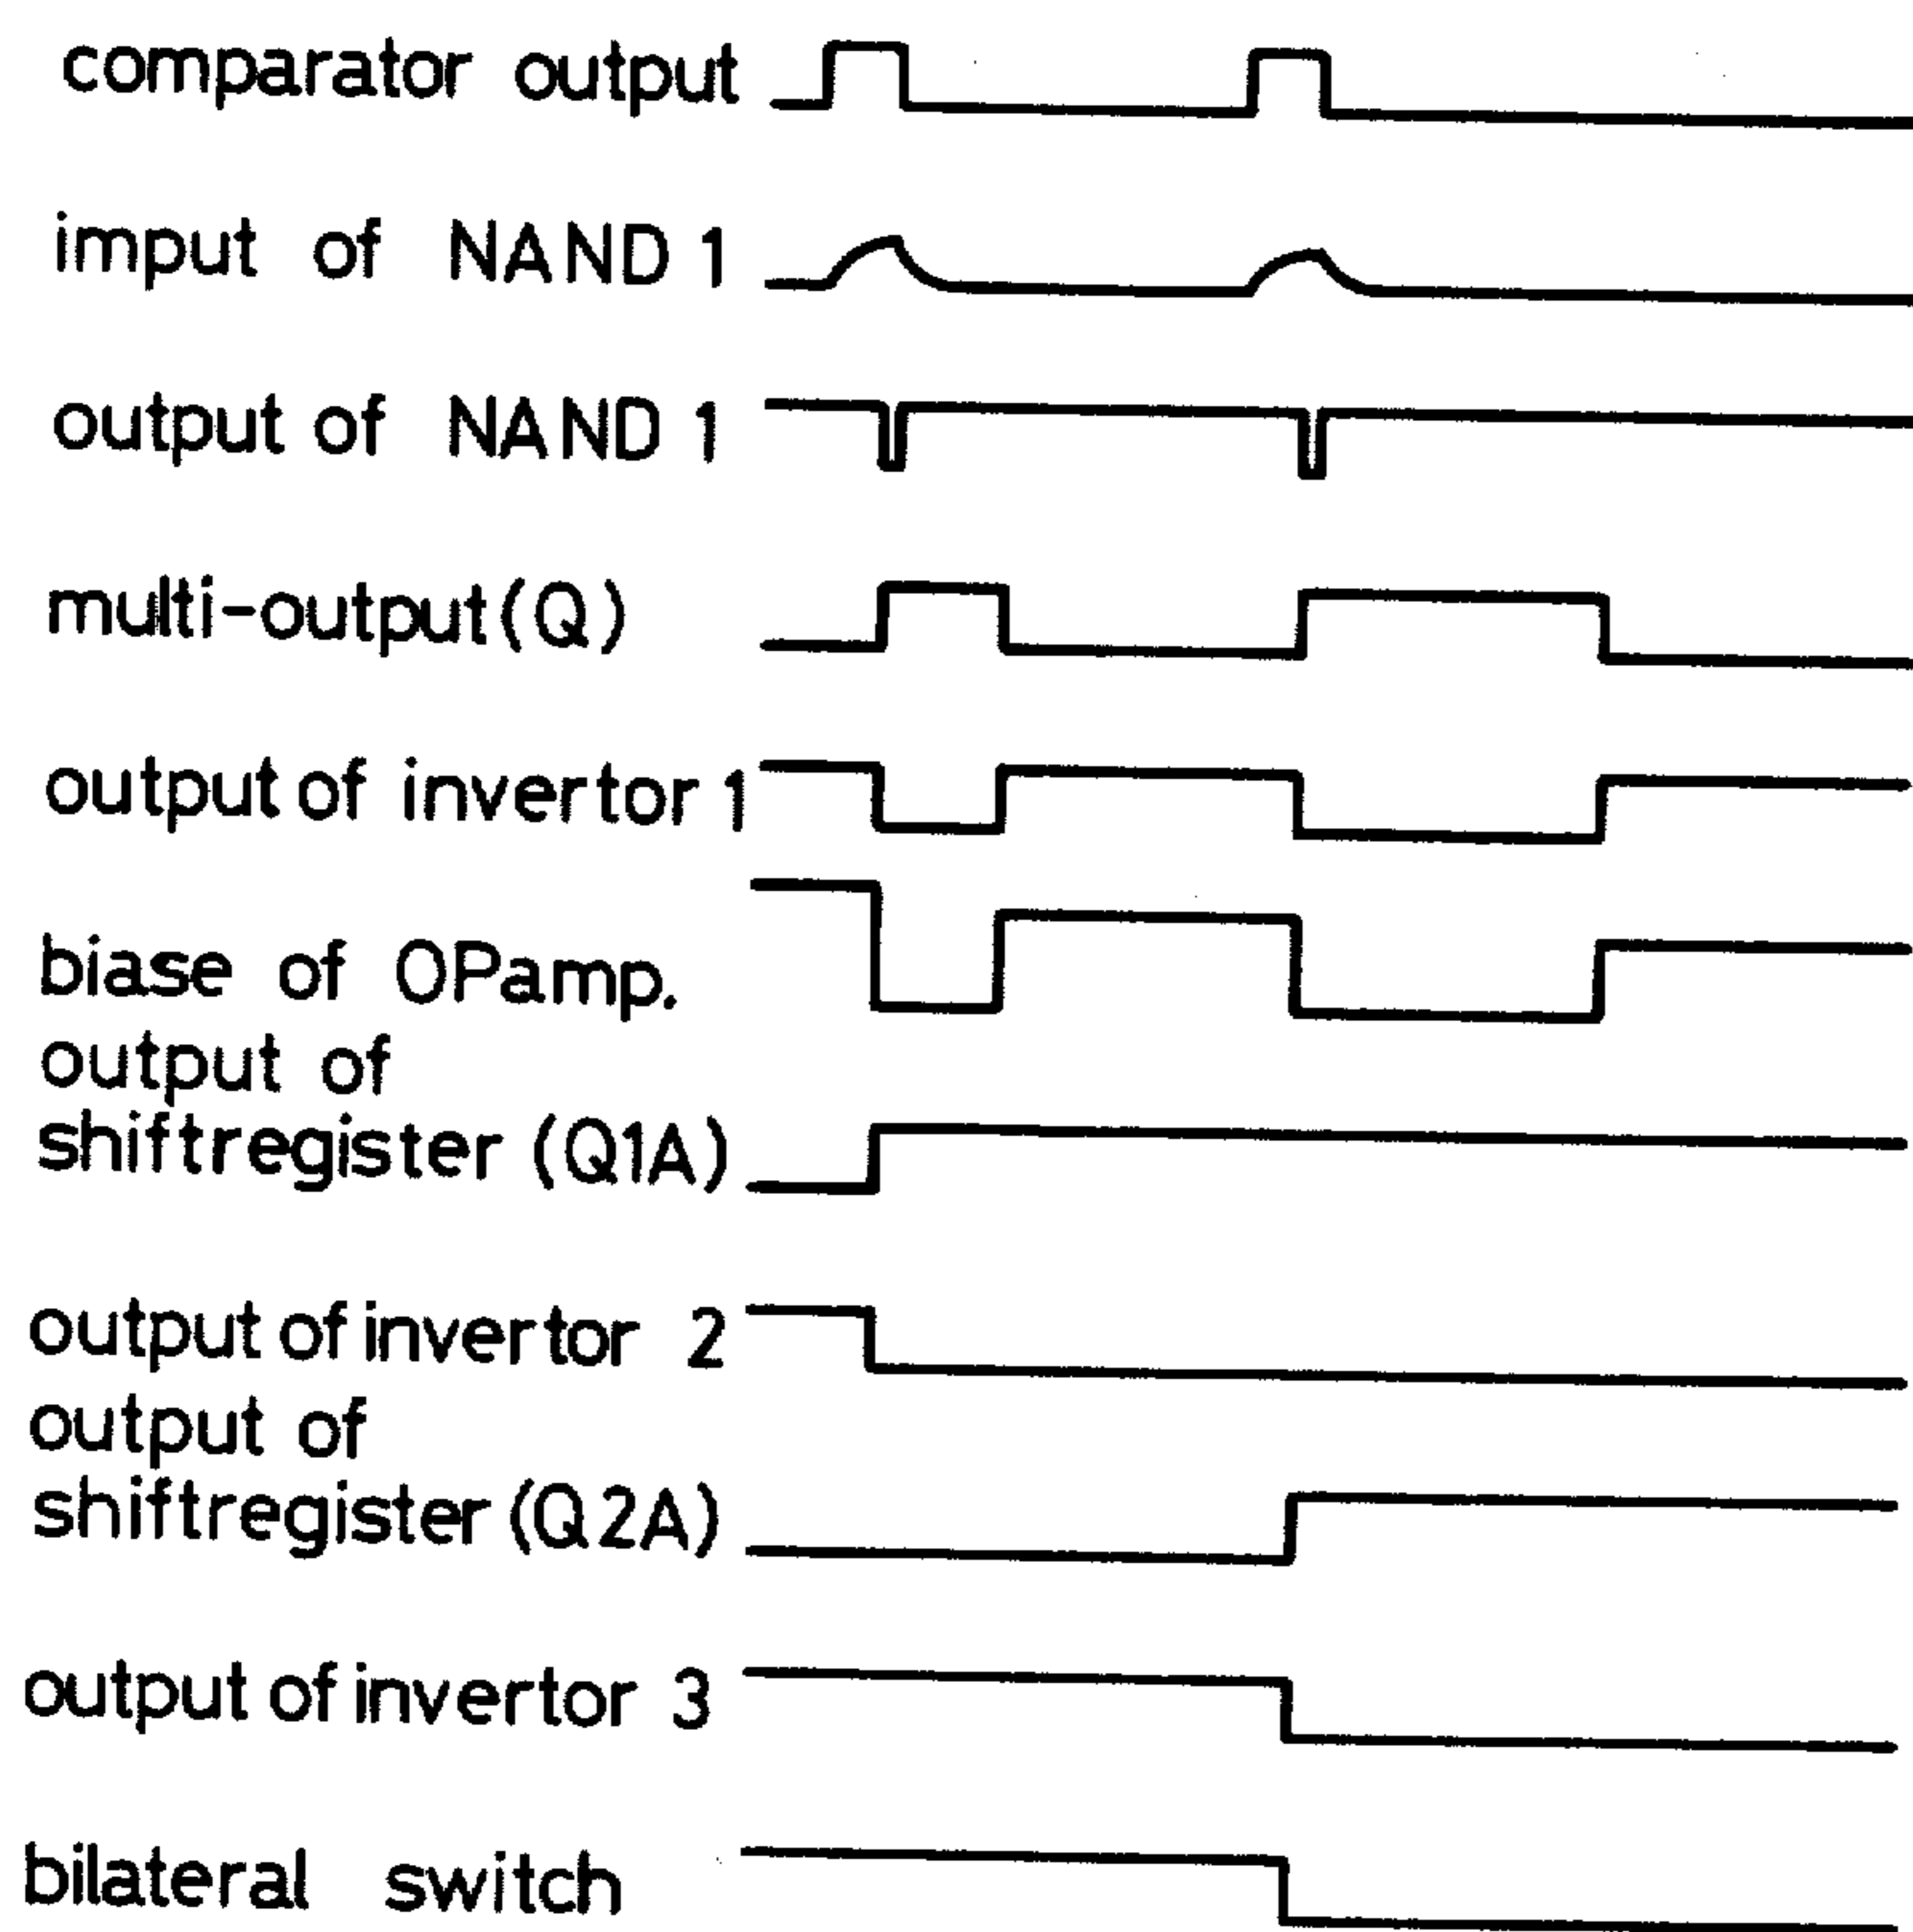 comparator output
imput of NAND 1
output of NAND 1
multi-output(Q)
output of invertor 1
biase of OPamp.
output of
shiftregister (Q1A)
output of invertor 2
output of
shiftregister (Q2A)
output of invertor 3
bilateral switch